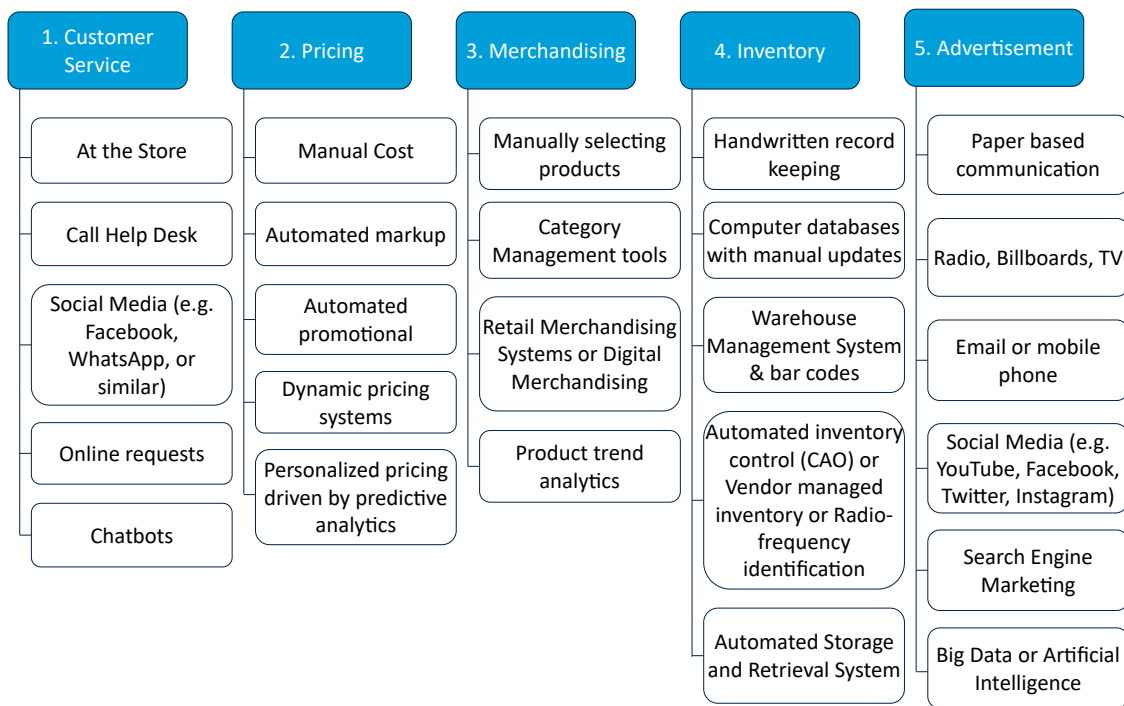 1. Customer
Service
At the Store
Call Help Desk
Social Media (e.g.
Facebook,
WhatsApp, or
similar)
Online requests
Chatbots
2. Pricing
Manual Cost
Automated markup
Automated
promotional
Dynamic pricing
systems
Personalized pricing
driven by predictive
analytics
3. Merchandising
Manually selecting
products
Category
Management tools
Retail Merchandising
Systems or Digital
Merchandising
Product trend
analytics
4. Inventory
Handwritten record
keeping
Computer databases
with manual updates
Warehouse
Management System
& bar codes
Automated inventory
control (CAO) or
Vendor managed
inventory or Radio-
frequency
identification
Automated Storage
and Retrieval System
5. Advertisement
Paper based
communication
Radio, Billboards, TV
Email or mobile
phone
Social Media (e.g.
YouTube, Facebook,
Twitter, Instagram)
Search Engine
Marketing
Big Data or Artificial
Intelligence